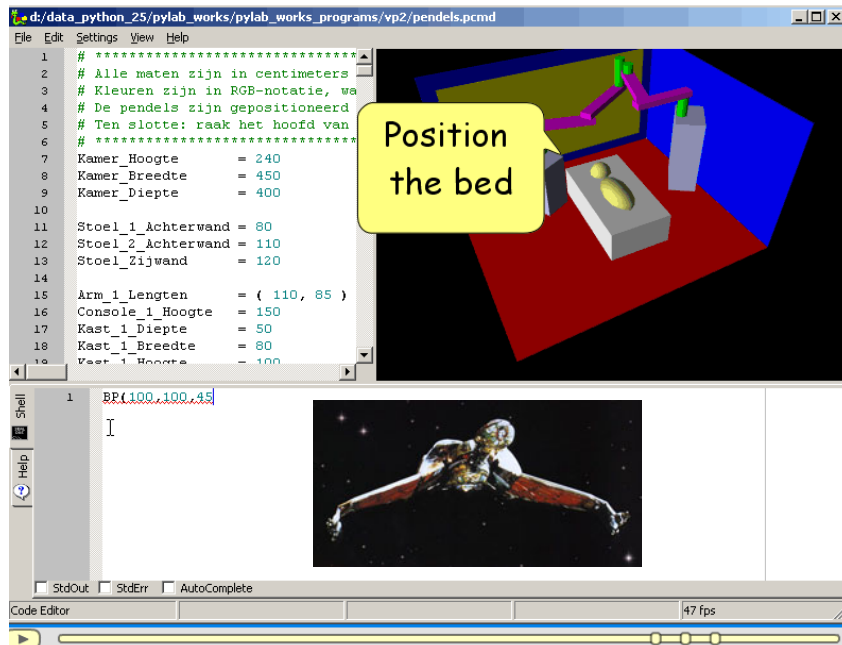 d:/data_python_25/pylab_works/pylab_works_programs/vp2/pendels.pcmd
File Edit Settings View Help
1 # ********************************
2 # Alle maten zijn in centimeters
3 # Kleuren zijn in RGB-notatie, wa
4 # De pendels zijn gepositioneerd
5 # Ten slotte: raak het hoofd van
6 # ********************************
7 Kamer_Hoogte = 240
8 Kamer_Breedte = 450
9 Kamer_Diepte = 400
10
11 Stoel_1_Achterwand = 80
12 Stoel_2_Achterwand = 110
13 Stoel_Zijwand = 120
14
15 Arm_1_Lengten = ( 110, 85 )
16 Console_1_Hoogte = 150
17 Kast_1_Diepte = 50
18 Kast_1_Breedte = 80
19 Kast_1_Hoogte = 100
Position
the bed
Shell
Help
1 BP(100,100,45
StdOut StdErr AutoComplete
Code Editor
47 fps